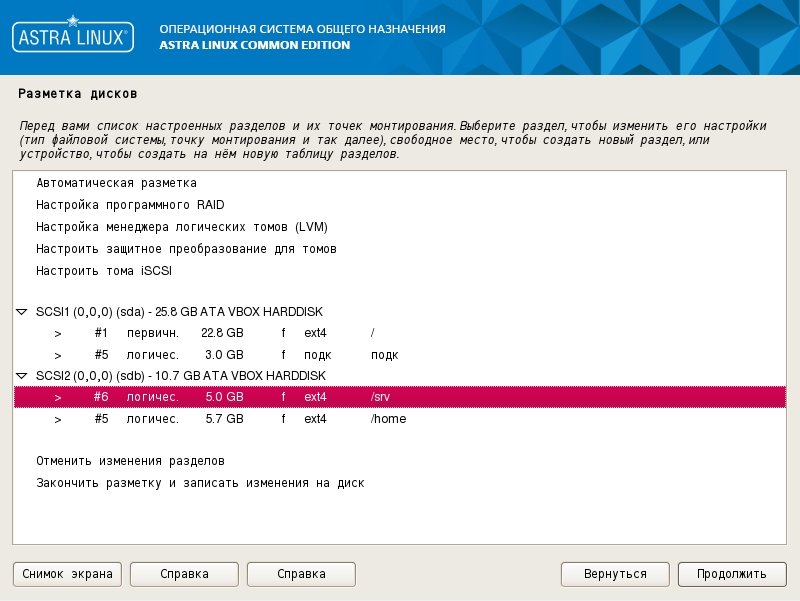 ASTRA LINUX®
ОПЕРАЦИОННАЯ СИСТЕМА ОБЩЕГО НАЗНАЧЕНИЯ
ASTRA LINUX COMMON EDITION
Разметка дисков
Перед вами список настроенных разделов и их точек монтирования. Выберите раздел, чтобы изменить его настройки
(тип файловой системы, точку монтирования и так далее), свободное место, чтобы создать новый раздел, или
устройство, чтобы создать на нём новую таблицу разделов.
Автоматическая разметка
Настройка программного RAID
Настройка менеджера логических томов (LVM)
Настроить защитное преобразование для томов
Настроить тома iSCSI
SCSI1 (0,0,0) (sda) - 25.8 GB ATA VBOX HARDDISK
> #1 первичн. 22.8 GB f ext4 /
> #5 логичес. 3.0 GB f подк подк
SCSI2 (0,0,0) (sdb) - 10.7 GB ATA VBOX HARDDISK
> #6 логичес. 5.0 GB f ext4 /srv
> #5 логичес. 5.7 GB f ext4 /home
Отменить изменения разделов
Закончить разметку и записать изменения на диск
Снимок экрана Справка Справка Вернуться Продолжить